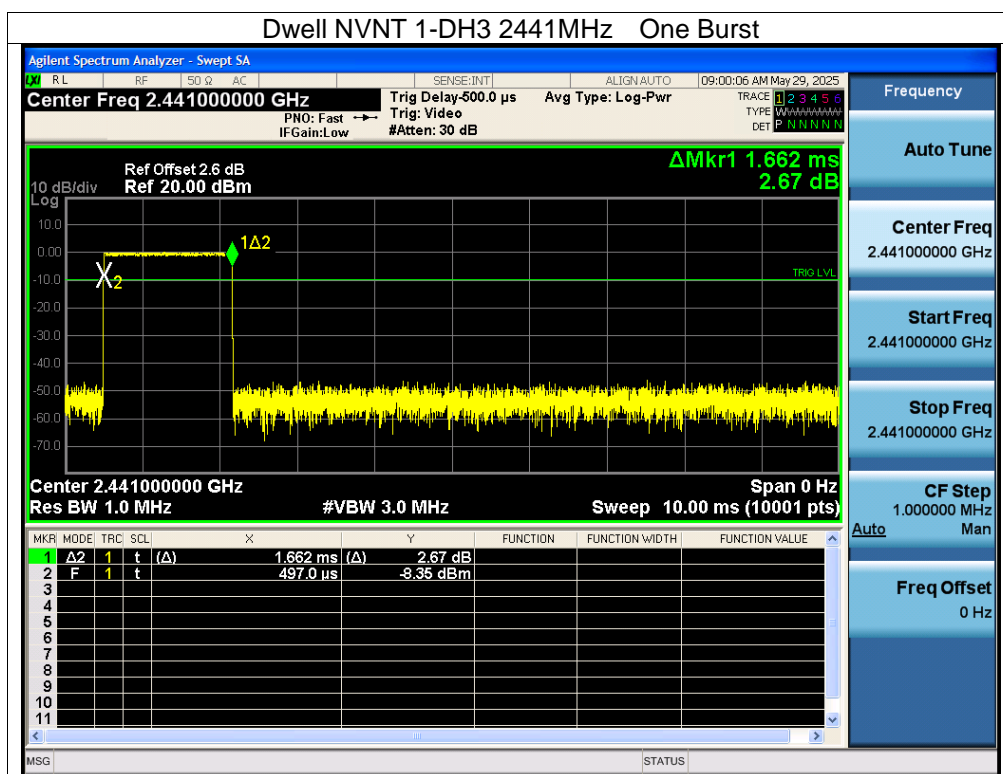 Dwell NVNT 1-DH3 2441MHz One Burst
Agilent Spectrum Analyzer - Swept SA
LXI RL RF 50 Ω AC SENSE:INT ALIGN AUTO 09:00:06 AM May 29, 2025
Center Freq 2.441000000 GHz Trig Delay-500.0 µs Avg Type: Log-Pwr TRACE 1 2 3 4 5 6
PNO: Fast Trig: Video TYPE WWWWWW
IFGain:Low #Atten: 30 dB DET P N N N N N
Frequency
Auto Tune
Center Freq
2.441000000 GHz
Start Freq
2.441000000 GHz
Stop Freq
2.441000000 GHz
CF Step
1.000000 MHz
Auto Man
Freq Offset
0 Hz
ΔMkr1 1.662 ms
2.67 dB
Ref Offset 2.6 dB
10 dB/div Ref 20.00 dBm
Log
10.0
0.00
-10.0
-20.0
-30.0
-40.0
-50.0
-60.0
-70.0
1Δ2
2
TRIG LVL
Center 2.441000000 GHz Span 0 Hz
Res BW 1.0 MHz #VBW 3.0 MHz Sweep 10.00 ms (10001 pts)
MKR MODE TRC SCL X Y FUNCTION FUNCTION WIDTH FUNCTION VALUE
1 Δ2 1 t (Δ) 1.662 ms (Δ) 2.67 dB
2 F 1 t 497.0 µs -8.35 dBm
3
4
5
6
7
8
9
10
11
MSG STATUS